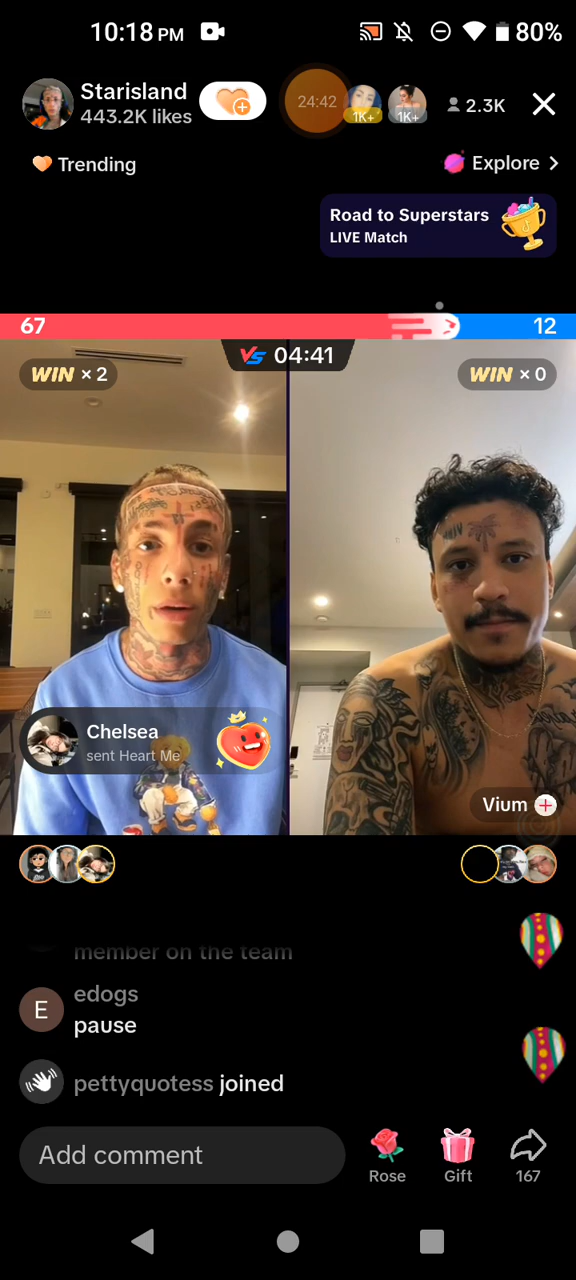 10:18 PM
80%
Starisland
443.2K likes
24:42
1K+
1K+
2.3K
Trending
Explore
Road to Superstars
LIVE Match
67
12
VS 04:41
WIN × 2
WIN × 0
Chelsea
sent Heart Me
Vium
member on the team
E
edogs
pause
pettyquotess joined
Add comment
Rose
Gift
167